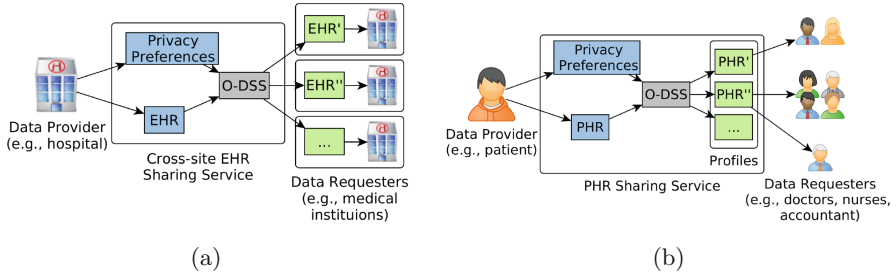 Privacy
Preferences
O-DSS
EHR
EHR'
EHR''
...
Data Provider
(e.g., hospital)
Cross-site EHR
Sharing Service
Data Requesters
(e.g., medical
instituions)
(a)
Privacy
Preferences
O-DSS
PHR
PHR'
PHR''
...
Profiles
Data Provider
(e.g., patient)
PHR Sharing Service
Data Requesters
(e.g., doctors, nurses,
accountant)
(b)